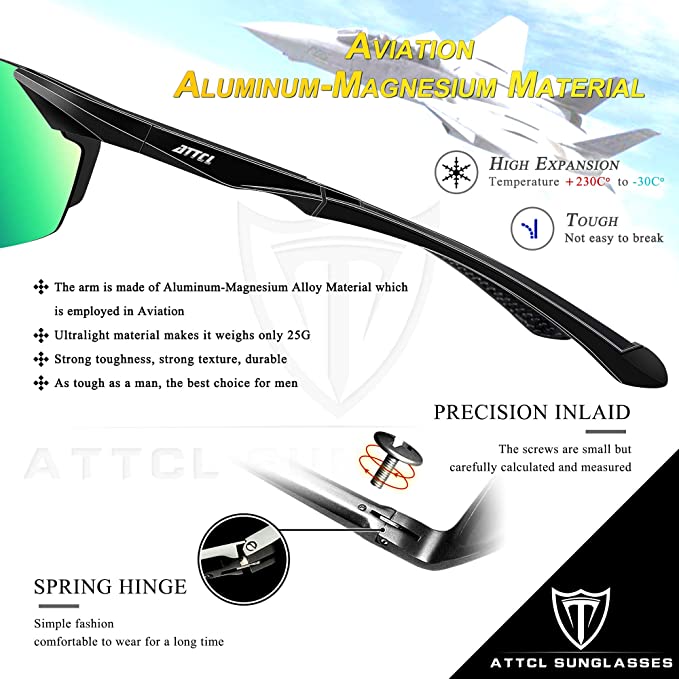 AVIATION
ALUMINUM-MAGNESIUM MATERIAL
ATTCL
HIGH EXPANSION
Temperature +230C° to -30C°
TOUGH
Not easy to break
The arm is made of Aluminum-Magnesium Alloy Material which
is employed in Aviation
Ultralight material makes it weighs only 25G
Strong toughness, strong texture, durable
As tough as a man, the best choice for men
PRECISION INLAID
The screws are small but
carefully calculated and measured
ATTCL SUNGLASSES
SPRING HINGE
Simple fashion
comfortable to wear for a long time
ATTCL SUNGLASSES